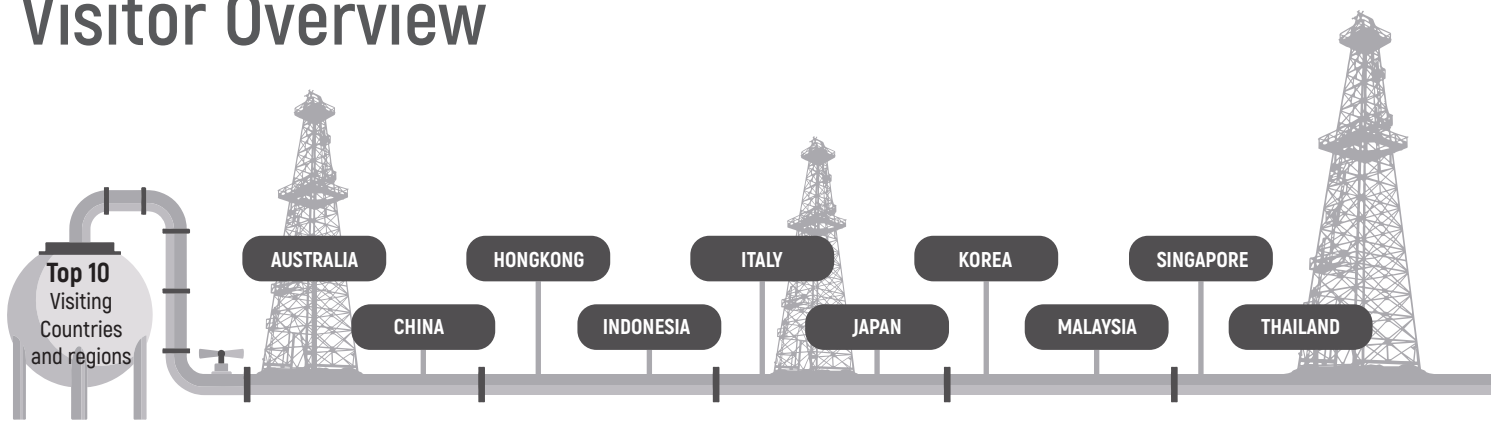 Visitor Overview
Top 10
Visiting
Countries
and regions
AUSTRALIA
CHINA
HONGKONG
INDONESIA
ITALY
JAPAN
KOREA
MALAYSIA
SINGAPORE
THAILAND